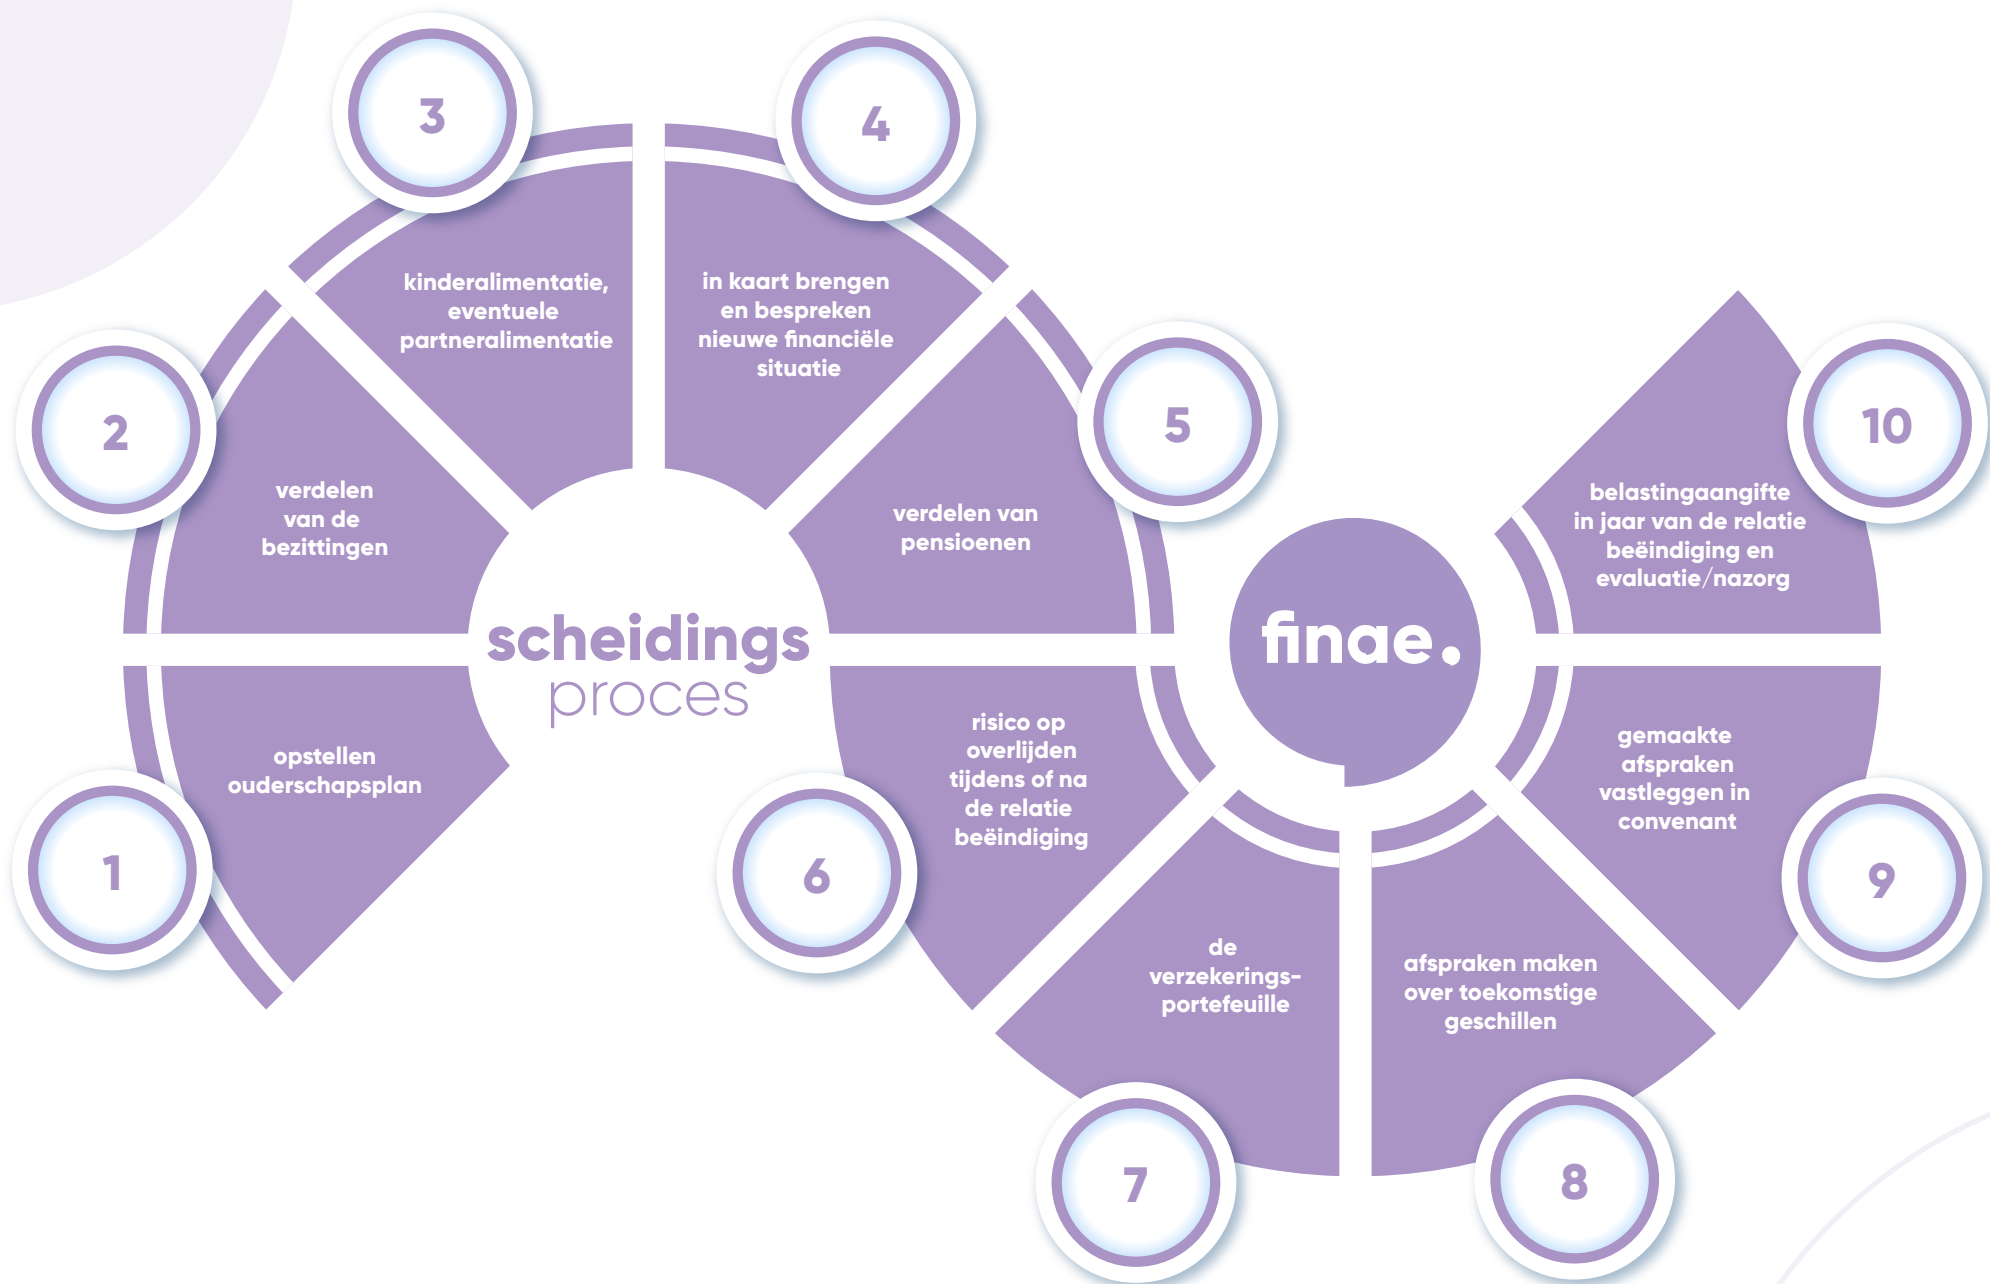 scheidings
proces
1
opstellen
ouderschapsplan
2
verdelen
van de
bezittingen
3
kinderalimentatie,
eventuele
partneralimentatie
4
in kaart brengen
en bespreken
nieuwe financiële
situatie
5
verdelen van
pensioenen
6
risico op
overlijden
tijdens of na
de relatie
beëindiging
7
de
verzekerings-
portefeuille
8
afspraken maken
over toekomstige
geschillen
9
gemaakte
afspraken
vastleggen in
convenant
10
belastingaangifte
in jaar van de relatie
beëindiging en
evaluatie/nazorg
finae.